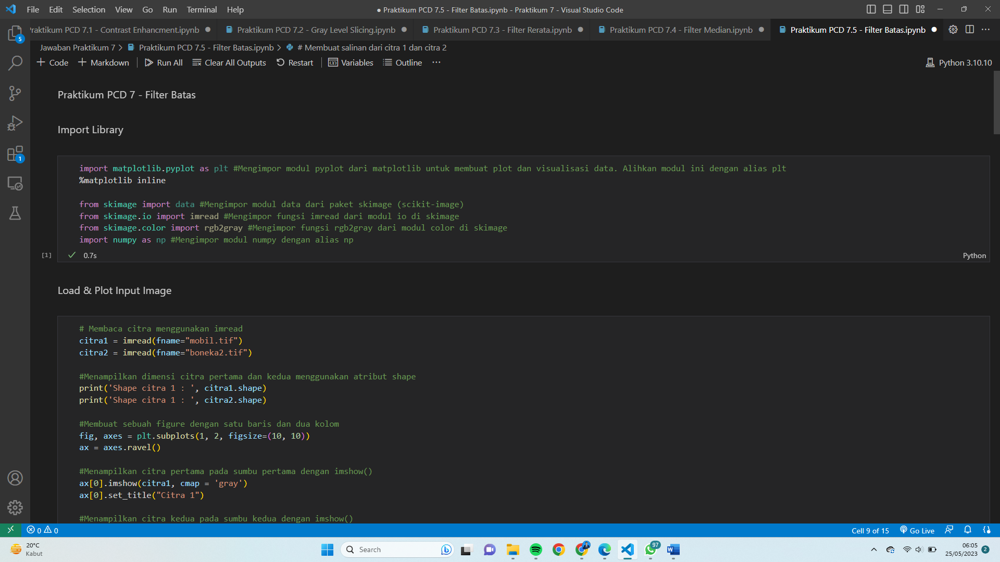 File Edit Selection View Go Run Terminal Help
● Praktikum PCD 7.5 - Filter Batas.ipynb - Praktikum 7 - Visual Studio Code
Praktikum PCD 7.1 - Contrast Enhancment.ipynb
Praktikum PCD 7.2 - Gray Level Slicing.ipynb
Praktikum PCD 7.3 - Filter Rerata.ipynb
Praktikum PCD 7.4 - Filter Median.ipynb
Praktikum PCD 7.5 - Filter Batas.ipynb
5
Jawaban Praktikum 7 > Praktikum PCD 7.5 - Filter Batas.ipynb > # Membuat salinan dari citra 1 dan citra 2
+ Code + Markdown | Run All Clear All Outputs Restart | Variables Outline ...
Python 3.10.10
Praktikum PCD 7 - Filter Batas
Import Library
1
import matplotlib.pyplot as plt #Mengimpor modul pyplot dari matplotlib untuk membuat plot dan visualisasi data. Alihkan modul ini dengan alias plt
%matplotlib inline
from skimage import data #Mengimpor modul data dari paket skimage (scikit-image)
from skimage.io import imread #Mengimpor fungsi imread dari modul io di skimage
from skimage.color import rgb2gray #Mengimpor fungsi rgb2gray dari modul color di skimage
import numpy as np #Mengimpor modul numpy dengan alias np
[1] ✓ 0.7s
Python
Load & Plot Input Image
# Membaca citra menggunakan imread
citra1 = imread(fname="mobil.tif")
citra2 = imread(fname="boneka2.tif")
#Menampilkan dimensi citra pertama dan kedua menggunakan atribut shape
print('Shape citra 1 : ', citra1.shape)
print('Shape citra 1 : ', citra2.shape)
#Membuat sebuah figure dengan satu baris dan dua kolom
fig, axes = plt.subplots(1, 2, figsize=(10, 10))
ax = axes.ravel()
#Menampilkan citra pertama pada sumbu pertama dengan imshow()
ax[0].imshow(citra1, cmap = 'gray')
ax[0].set_title("Citra 1")
#Menampilkan citra kedua pada sumbu kedua dengan imshow()
0 0
Cell 9 of 15 Go Live
20°C
Kabut
Search
97
06:05
25/05/2023
2